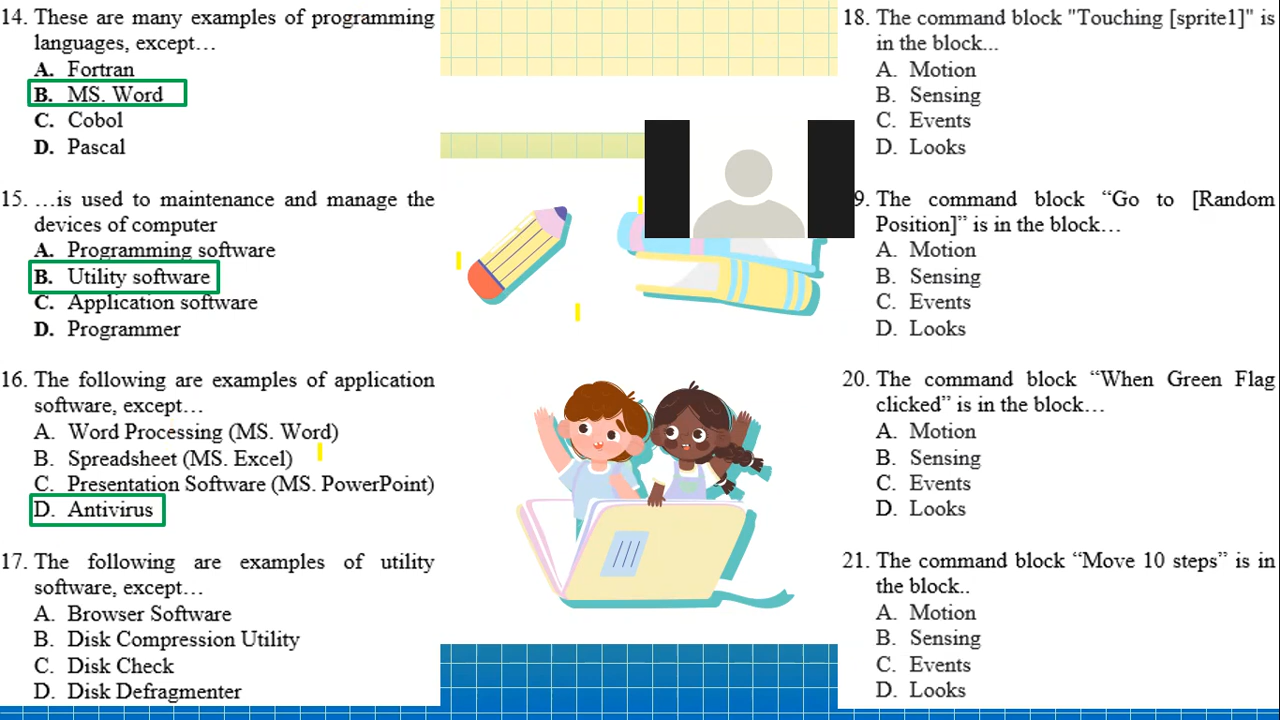 14. These are many examples of programming
languages, except…
A. Fortran
B. MS. Word
C. Cobol
D. Pascal
15. …is used to maintenance and manage the
devices of computer
A. Programming software
B. Utility software
C. Application software
D. Programmer
16. The following are examples of application
software, except…
A. Word Processing (MS. Word)
B. Spreadsheet (MS. Excel)
C. Presentation Software (MS. PowerPoint)
D. Antivirus
17. The following are examples of utility
software, except…
A. Browser Software
B. Disk Compression Utility
C. Disk Check
D. Disk Defragmenter
18. The command block "Touching [sprite1]" is
in the block...
A. Motion
B. Sensing
C. Events
D. Looks
9. The command block “Go to [Random
Position]” is in the block…
A. Motion
B. Sensing
C. Events
D. Looks
20. The command block “When Green Flag
clicked” is in the block…
A. Motion
B. Sensing
C. Events
D. Looks
21. The command block “Move 10 steps” is in
the block..
A. Motion
B. Sensing
C. Events
D. Looks